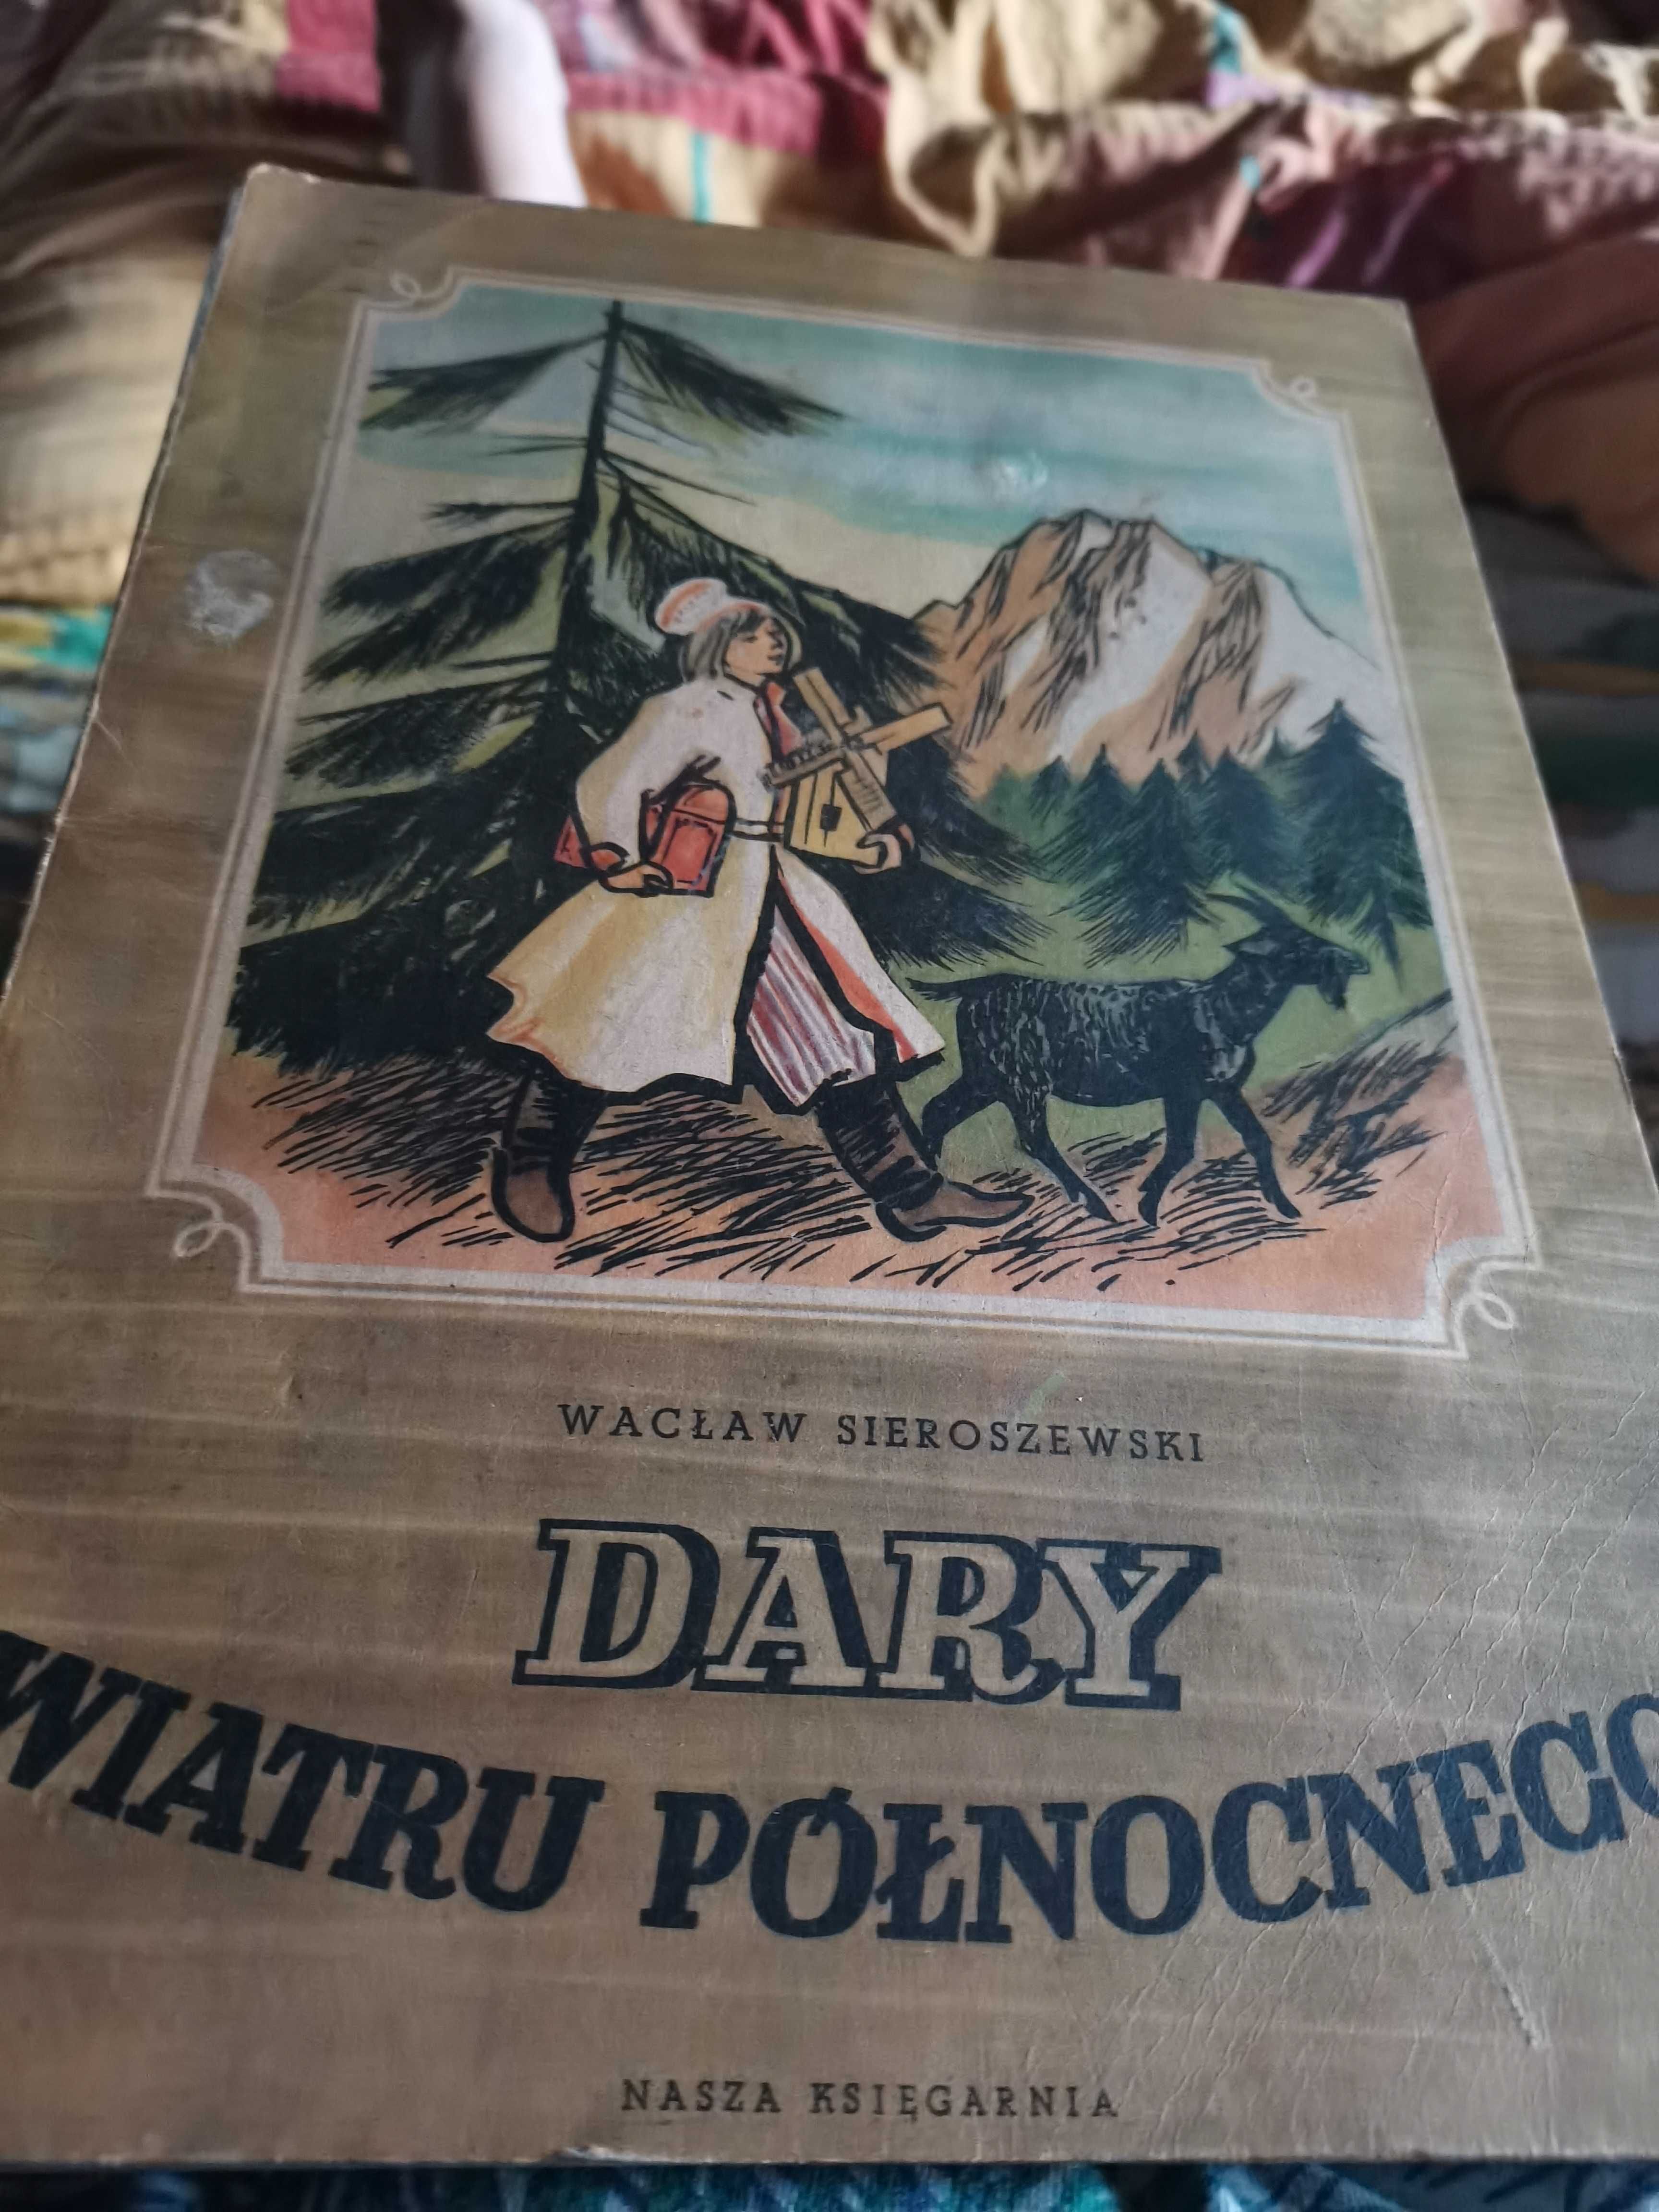 WACŁAW SIEROSZEWSKI
DARY
WIATRU PÓŁNOCNEGO
NASZA KSIĘGARNIA